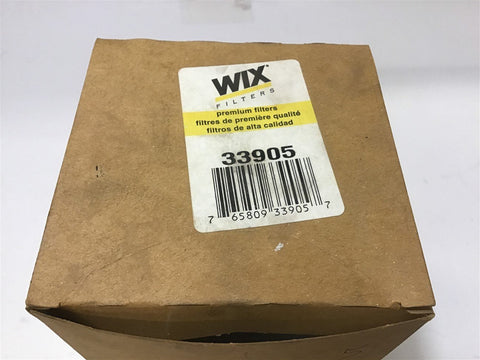 WIX
FILTERS
premium filters
filtres de première qualité
filtros de alta calidad
33905
7 65809 33905 7